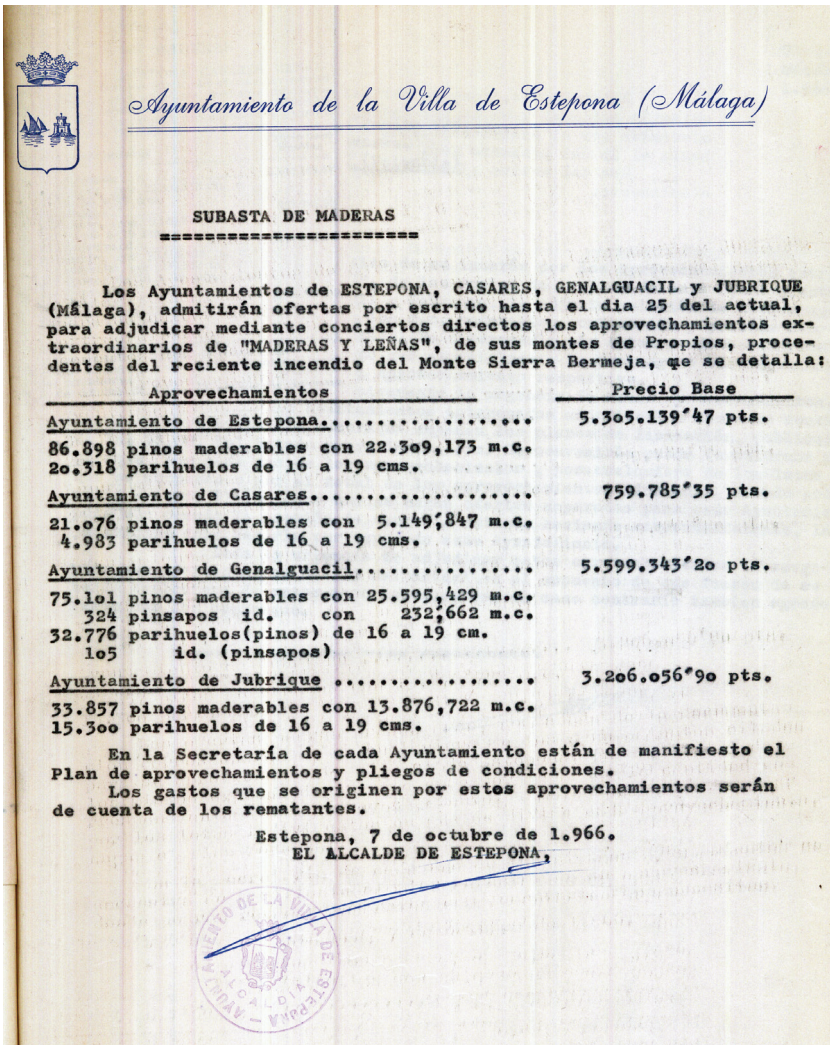 Ayuntamiento de la Villa de Estepona (Málaga)
SUBASTA DE MADERAS
========================
Los Ayuntamientos de ESTEPONA, CASARES, GENALGUACIL y JUBRIQUE
(Málaga), admitirán ofertas por escrito hasta el dia 25 del actual,
para adjudicar mediante conciertos directos los aprovechamientos ex-
traordinarios de "MADERAS Y LEÑAS", de sus montes de Propios, proce-
dentes del reciente incendio del Monte Sierra Bermeja, qe se detalla:
Aprovechamientos Precio Base
Ayuntamiento de Estepona.................. 5.3o5.139'47 pts.
86.898 pinos maderables con 22.3o9,173 m.c.
2o.318 parihuelos de 16 a 19 cms.
Ayuntamiento de Casares................... 759.785'35 pts.
21.o76 pinos maderables con 5.149,847 m.c.
4.983 parihuelos de 16 a 19 cms.
Ayuntamiento de Genalguacil............... 5.599.343'2o pts.
75.1o1 pinos maderables con 25.595,429 m.c.
324 pinsapos id. con 232,662 m.c.
32.776 parihuelos(pinos) de 16 a 19 cm.
1o5 id. (pinsapos)
Ayuntamiento de Jubrique ................. 3.2o6.o56'9o pts.
33.857 pinos maderables con 13.876,722 m.c.
15.3oo parihuelos de 16 a 19 cms.
En la Secretaría de cada Ayuntamiento están de manifiesto el
Plan de aprovechamientos y pliegos de condiciones.
Los gastos que se originen por estos aprovechamientos serán
de cuenta de los rematantes.
Estepona, 7 de octubre de 1.966.
EL ALCALDE DE ESTEPONA,
AYUNTAMIENTO DE LA VILLA DE ESTEPONA
ALCALDIA